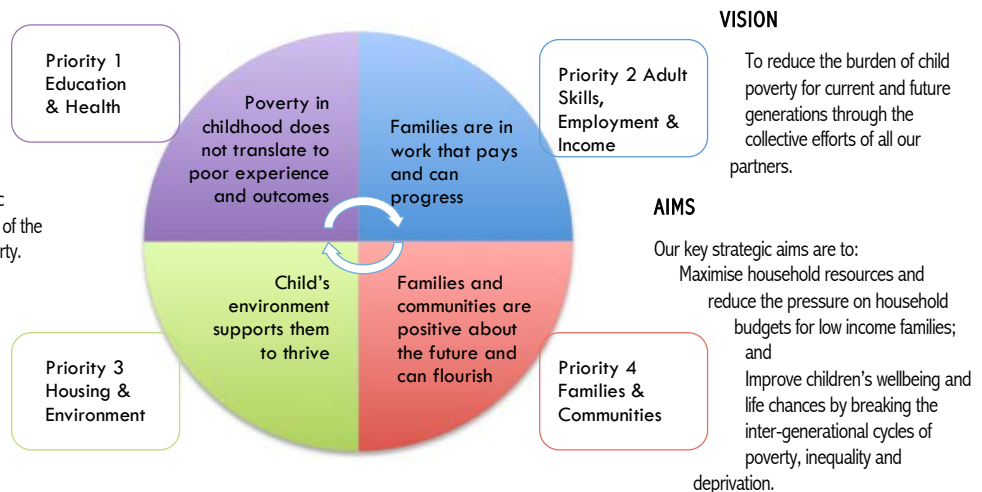 Priority 1
Education
& Health
Poverty in
childhood does
not translate to
poor experience
and outcomes
Families are in
work that pays
and can
progress
Priority 2 Adult
Skills,
Employment &
Income
of the
rty.
Child's
environment
supports them
to thrive
Families and
communities are
positive about
the future and
can flourish
Priority 3
Housing &
Environment
Priority 4
Families &
Communities
VISION
To reduce the burden of child
poverty for current and future
generations through the
collective efforts of all our
partners.
AIMS
Our key strategic aims are to:
Maximise household resources and
reduce the pressure on household
budgets for low income families;
and
Improve children's wellbeing and
life chances by breaking the
inter-generational cycles of
poverty, inequality and
deprivation.